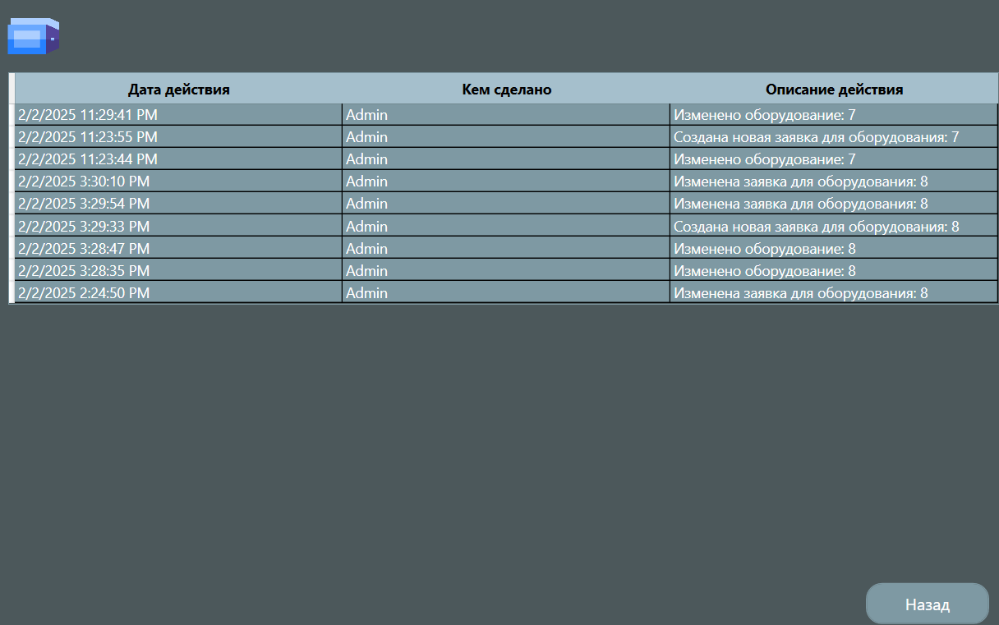 Дата действия Кем сделано Описание действия
2/2/2025 11:29:41 PM Admin Изменено оборудование: 7
2/2/2025 11:23:55 PM Admin Создана новая заявка для оборудования: 7
2/2/2025 11:23:44 PM Admin Изменено оборудование: 7
2/2/2025 3:30:10 PM Admin Изменена заявка для оборудования: 8
2/2/2025 3:29:54 PM Admin Изменена заявка для оборудования: 8
2/2/2025 3:29:33 PM Admin Создана новая заявка для оборудования: 8
2/2/2025 3:28:47 PM Admin Изменено оборудование: 8
2/2/2025 3:28:35 PM Admin Изменено оборудование: 8
2/2/2025 2:24:50 PM Admin Изменена заявка для оборудования: 8
Назад